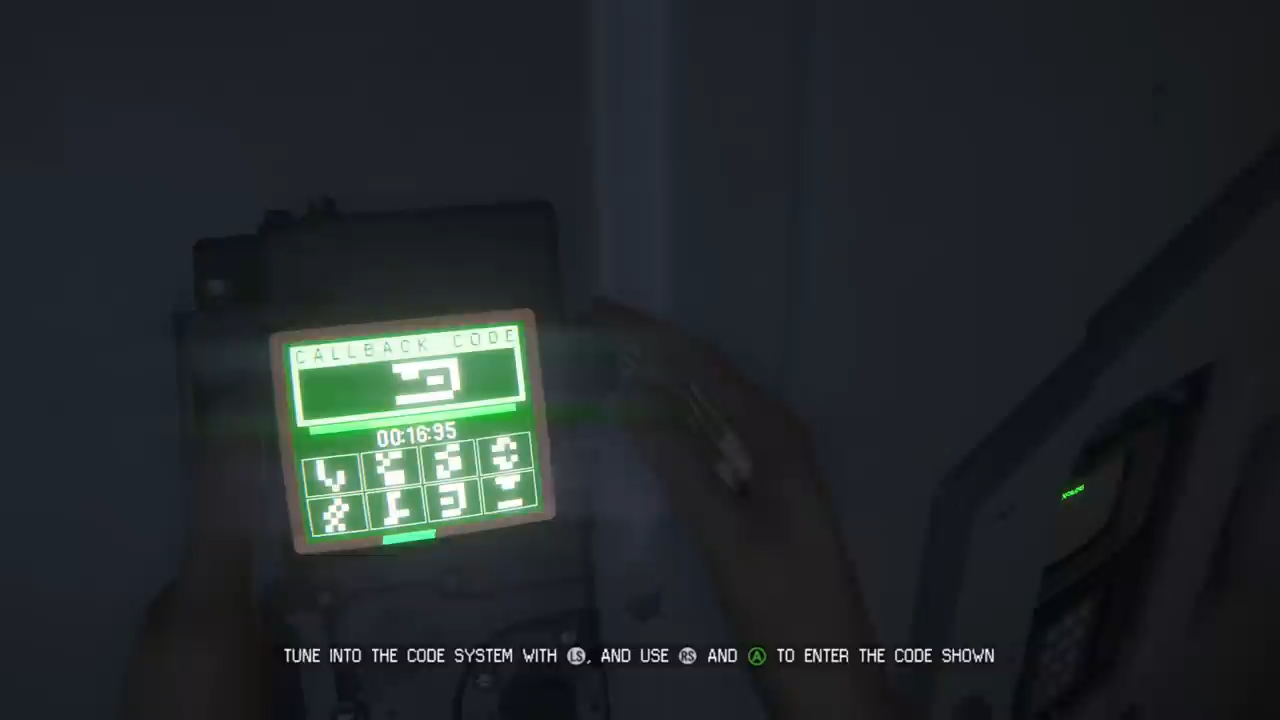 CALLBACK CODE
00:16:95
TUNE INTO THE CODE SYSTEM WITH LS, AND USE RS AND A TO ENTER THE CODE SHOWN